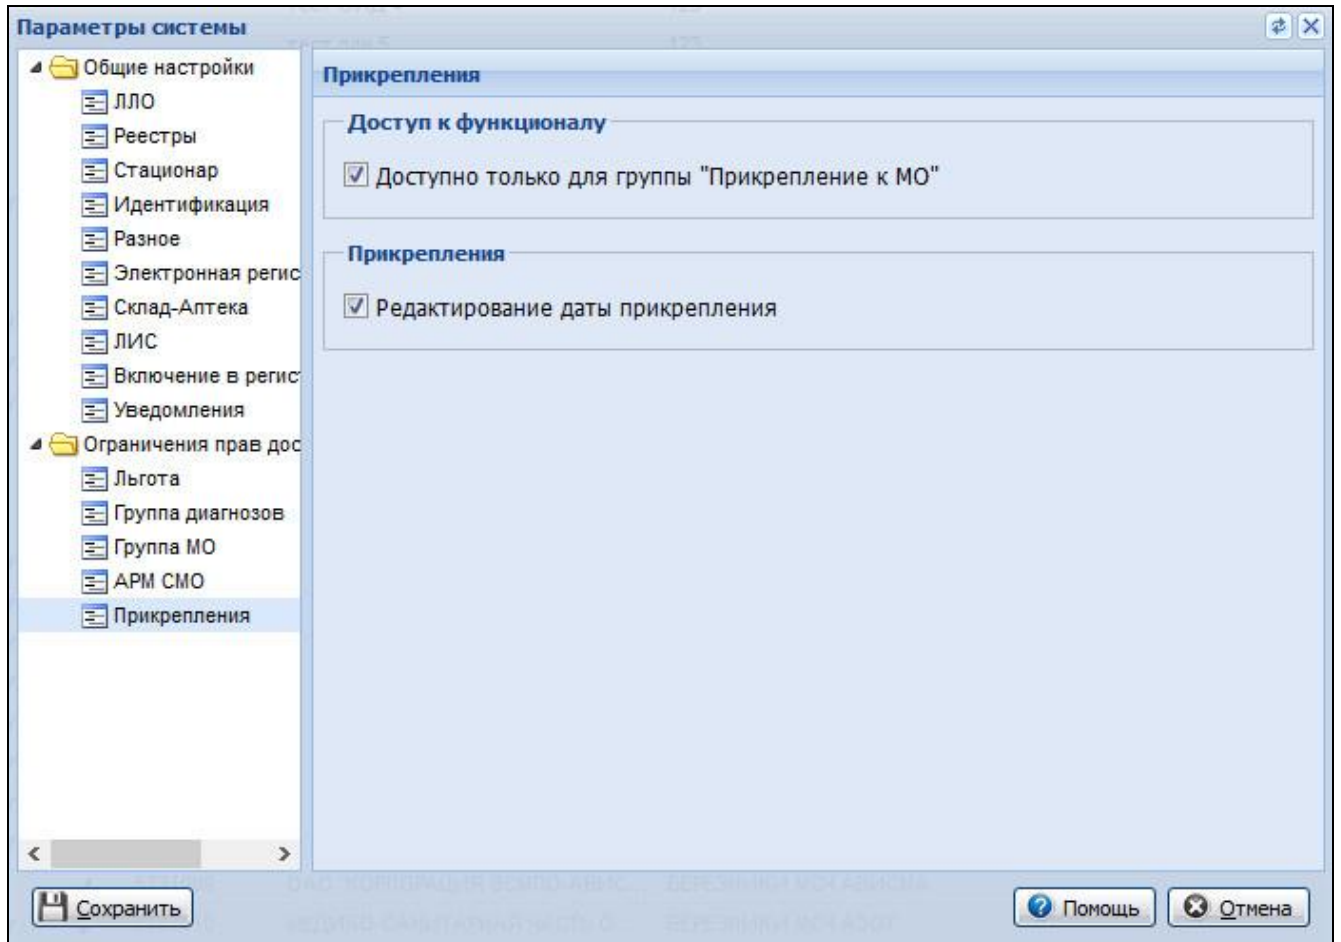 Параметры системы
Общие настройки
ЛЛО
Реестры
Стационар
Идентификация
Разное
Электронная регис
Склад-Аптека
ЛИС
Включение в регист
Уведомления
Ограничения прав дос
Льгота
Группа диагнозов
Группа МО
АРМ СМО
Прикрепления
Прикрепления
Доступ к функционалу
Доступно только для группы "Прикрепление к МО"
Прикрепления
Редактирование даты прикрепления
Сохранить
Помощь
Отмена